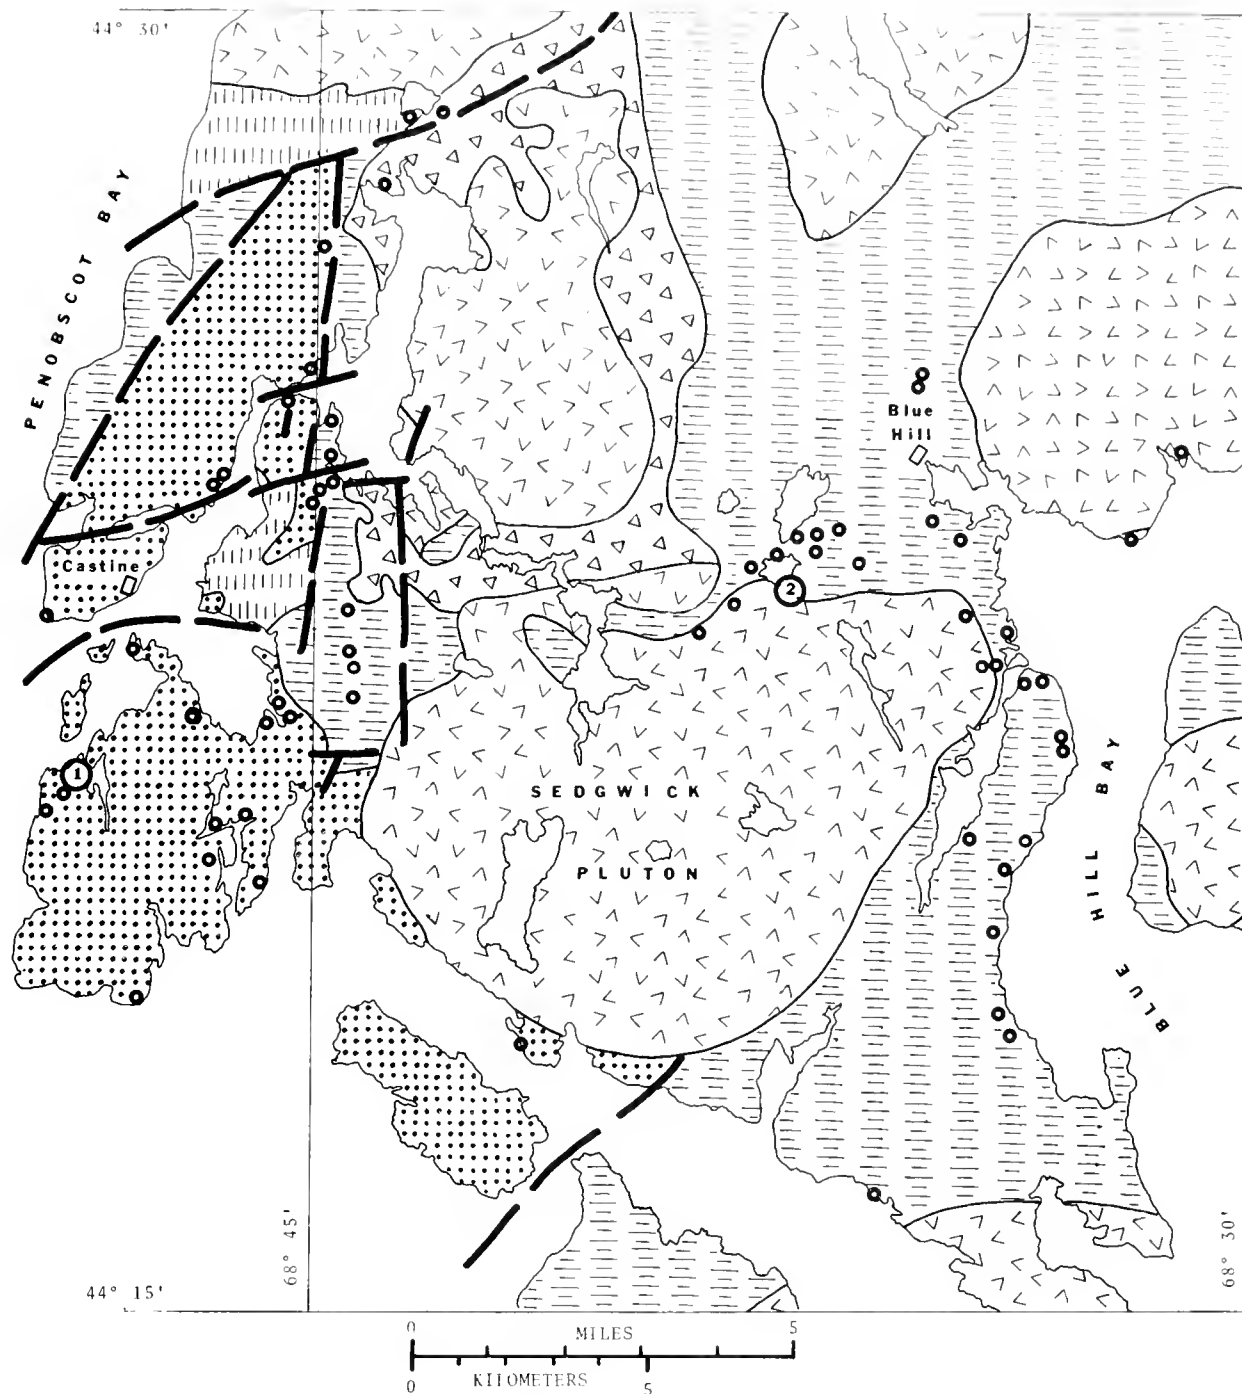 44° 30'
PENOBSCOT BAY
Blue
Hill
Castine
2
1
SEDGWICK
PLUTON
BLUE HILL BAY
68° 45'
68° 30'
44° 15'
0 5
MILES
KILOMETERS
0 5